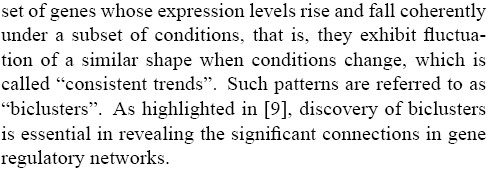 set of genes whose expression levels rise and fall coherently
under a subset of conditions, that is, they exhibit fluctua-
tion of a similar shape when conditions change, which is
called “consistent trends”. Such patterns are referred to as
“biclusters”. As highlighted in [9], discovery of biclusters
is essential in revealing the significant connections in gene
regulatory networks.